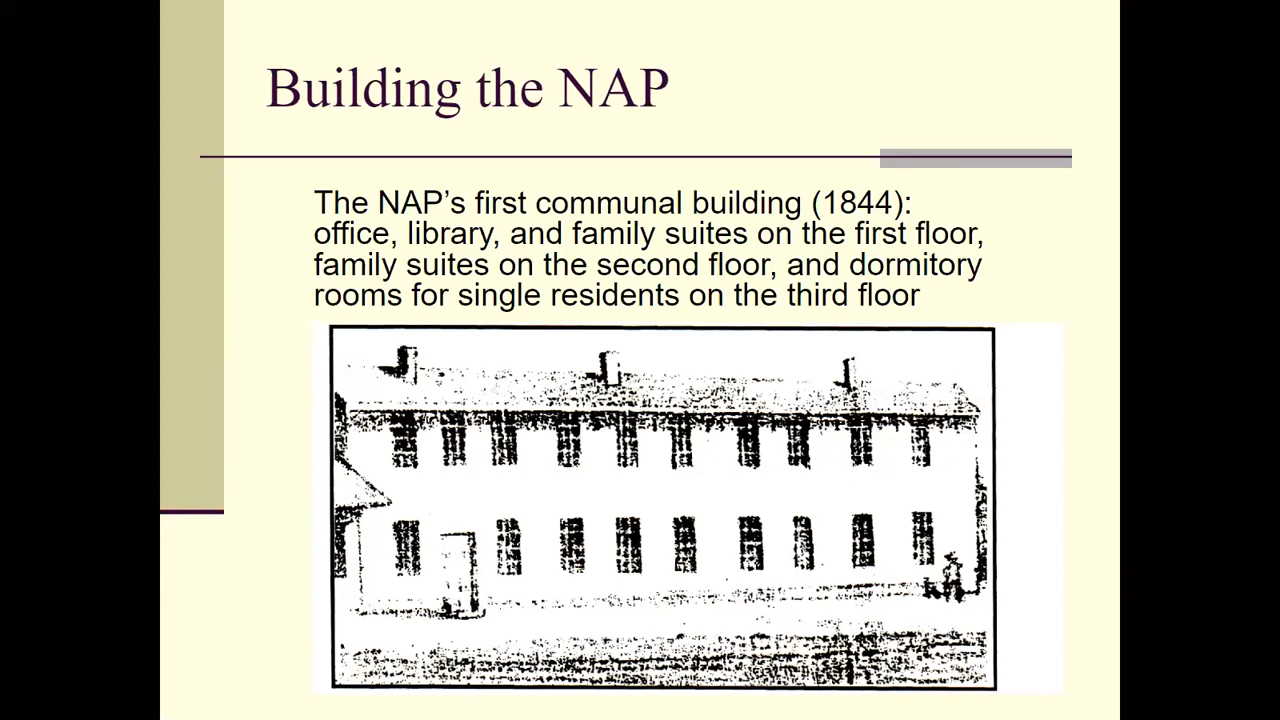 Building the NAP
The NAP’s first communal building (1844):
office, library, and family suites on the first floor,
family suites on the second floor, and dormitory
rooms for single residents on the third floor